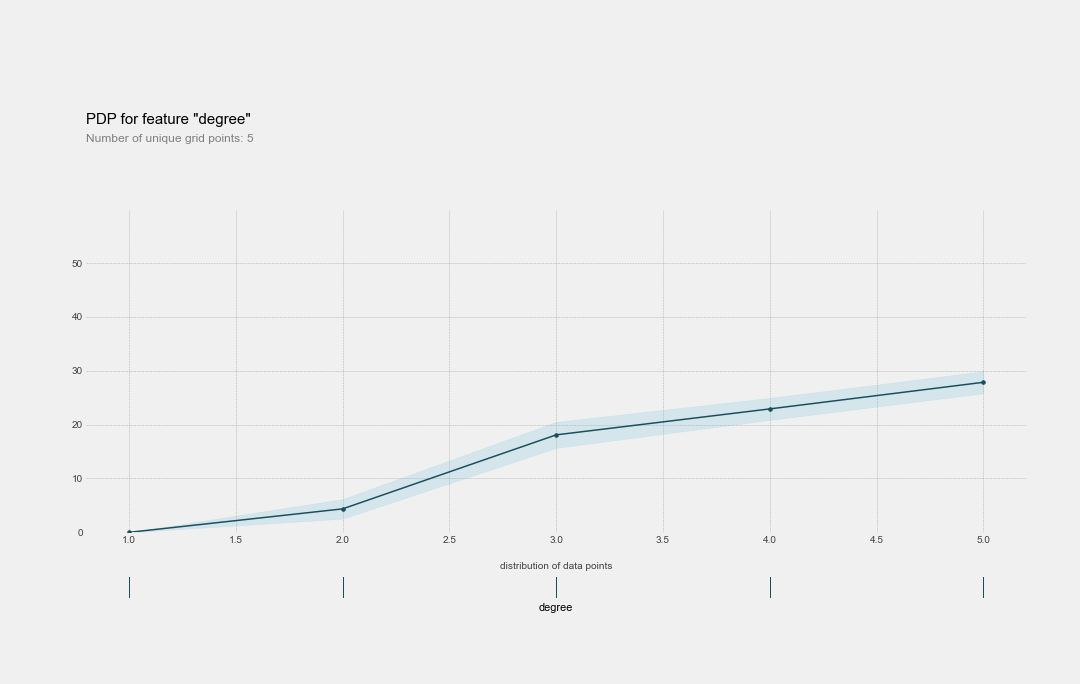 PDP for feature "degree"
Number of unique grid points: 5
50
40
30
20
10
0
1.0 1.5 2.0 2.5 3.0 3.5 4.0 4.5 5.0
distribution of data points
degree